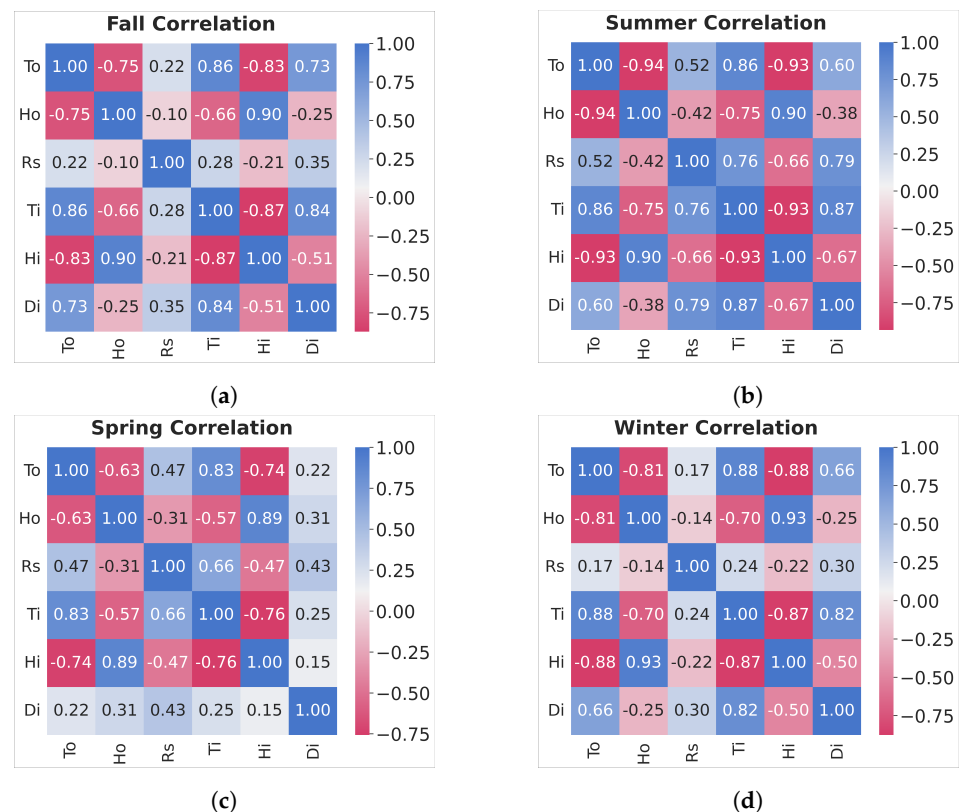 Fall Correlation
To 1.00 -0.75 0.22 0.86 -0.83 0.73
Ho -0.75 1.00 -0.10 -0.66 0.90 -0.25
Rs 0.22 -0.10 1.00 0.28 -0.21 0.35
Ti 0.86 -0.66 0.28 1.00 -0.87 0.84
Hi -0.83 0.90 -0.21 -0.87 1.00 -0.51
Di 0.73 -0.25 0.35 0.84 -0.51 1.00
To Ho Rs Ti Hi Di
1.00
0.75
0.50
0.25
0.00
−0.25
−0.50
−0.75
(a)
Summer Correlation
To 1.00 -0.94 0.52 0.86 -0.93 0.60
Ho -0.94 1.00 -0.42 -0.75 0.90 -0.38
Rs 0.52 -0.42 1.00 0.76 -0.66 0.79
Ti 0.86 -0.75 0.76 1.00 -0.93 0.87
Hi -0.93 0.90 -0.66 -0.93 1.00 -0.67
Di 0.60 -0.38 0.79 0.87 -0.67 1.00
To Ho Rs Ti Hi Di
1.00
0.75
0.50
0.25
0.00
−0.25
−0.50
−0.75
(b)
Spring Correlation
To 1.00 -0.63 0.47 0.83 -0.74 0.22
Ho -0.63 1.00 -0.31 -0.57 0.89 0.31
Rs 0.47 -0.31 1.00 0.66 -0.47 0.43
Ti 0.83 -0.57 0.66 1.00 -0.76 0.25
Hi -0.74 0.89 -0.47 -0.76 1.00 0.15
Di 0.22 0.31 0.43 0.25 0.15 1.00
To Ho Rs Ti Hi Di
1.00
0.75
0.50
0.25
0.00
−0.25
−0.50
−0.75
(c)
Winter Correlation
To 1.00 -0.81 0.17 0.88 -0.88 0.66
Ho -0.81 1.00 -0.14 -0.70 0.93 -0.25
Rs 0.17 -0.14 1.00 0.24 -0.22 0.30
Ti 0.88 -0.70 0.24 1.00 -0.87 0.82
Hi -0.88 0.93 -0.22 -0.87 1.00 -0.50
Di 0.66 -0.25 0.30 0.82 -0.50 1.00
To Ho Rs Ti Hi Di
1.00
0.75
0.50
0.25
0.00
−0.25
−0.50
−0.75
(d)